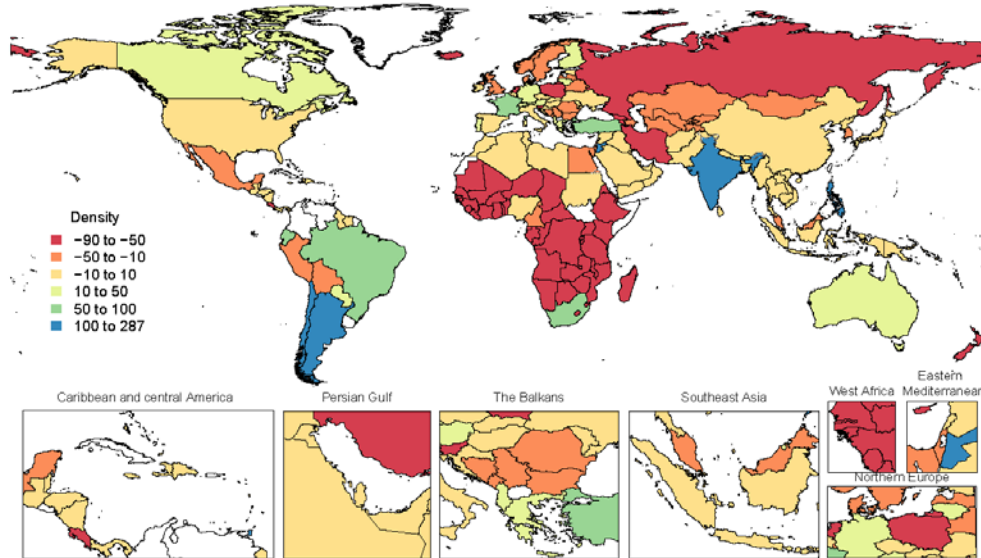 Density
−90 to −50
−50 to −10
−10 to 10
10 to 50
50 to 100
100 to 287
Caribbean and central America
Persian Gulf
The Balkans
Southeast Asia
West Africa
Eastern
Mediterranean
Northern Europe